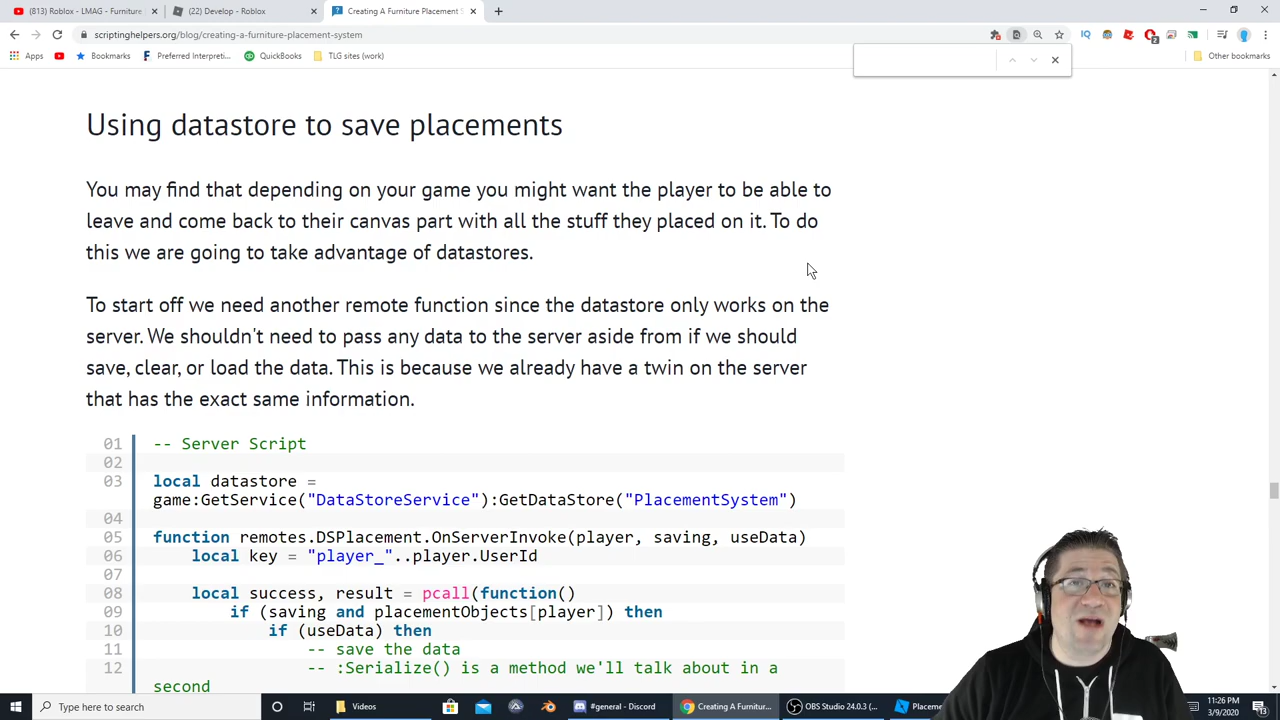 (813) Roblox - LMAG - Furniture
(22) Develop - Roblox
Creating A Furniture Placement S
scriptinghelpers.org/blog/creating-a-furniture-placement-system
Apps
Bookmarks
Preferred Interpreti...
QuickBooks
TLG sites (work)
Other bookmarks
Using datastore to save placements
You may find that depending on your game you might want the player to be able to
leave and come back to their canvas part with all the stuff they placed on it. To do
this we are going to take advantage of datastores.
To start off we need another remote function since the datastore only works on the
server. We shouldn't need to pass any data to the server aside from if we should
save, clear, or load the data. This is because we already have a twin on the server
that has the exact same information.
01 -- Server Script
02
03 local datastore =
game:GetService("DataStoreService"):GetDataStore("PlacementSystem")
04
05 function remotes.DSPlacement.OnServerInvoke(player, saving, useData)
06 local key = "player_"..player.UserId
07
08 local success, result = pcall(function()
09 if (saving and placementObjects[player]) then
10 if (useData) then
11 -- save the data
12 -- :Serialize() is a method we'll talk about in a
second
Type here to search
Videos
#general - Discord
Creating A Furnitur...
OBS Studio 24.0.3 (...
Placeme
11:26 PM
3/9/2020